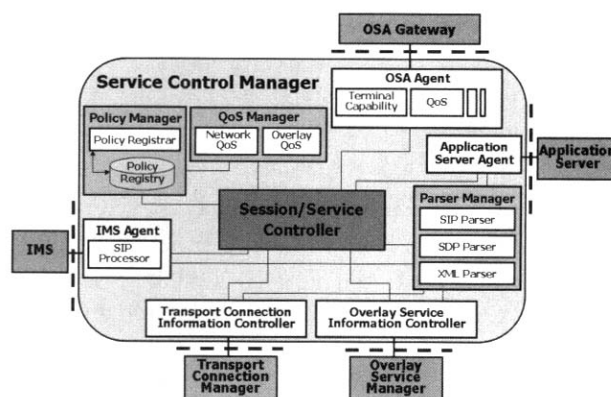 OSA Gateway
Service Control Manager
OSA Agent
Terminal
Capability
QoS
Policy Manager
Policy Registrar
Policy
Registry
QoS Manager
Network
QoS
Overlay
QoS
Application
Server Agent
Application
Server
Session/Service
Controller
Parser Manager
SIP Parser
SDP Parser
XML Parser
IMS
IMS Agent
SIP
Processor
Transport Connection
Information Controller
Overlay Service
Information Controller
Transport
Connection
Manager
Overlay
Service
Manager